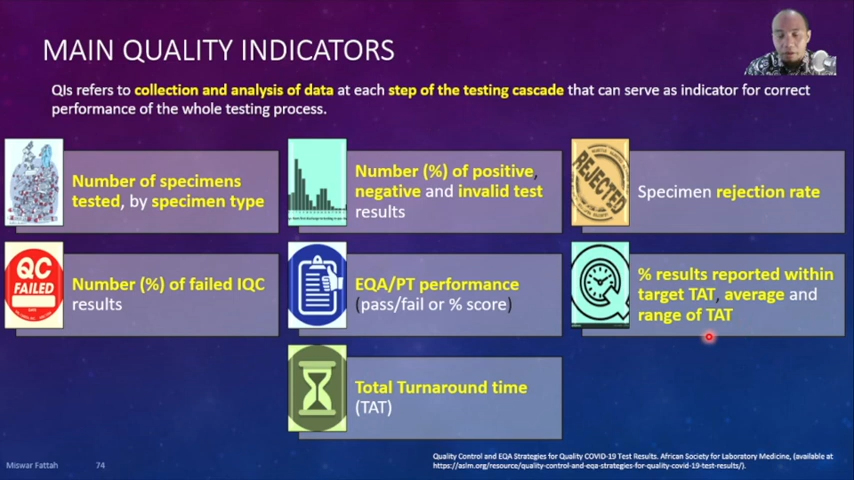 MAIN QUALITY INDICATORS
QIs refers to collection and analysis of data at each step of the testing cascade that can serve as indicator for correct
performance of the whole testing process.
Number of specimens
tested, by specimen type
Number (%) of positive,
negative and invalid test
results
REJECTED
Specimen rejection rate
QC
FAILED
Number (%) of failed IQC
results
EQA/PT performance
(pass/fail or % score)
% results reported within
target TAT, average and
range of TAT
Total Turnaround time
(TAT)
Miswar Fattah
74
Quality Control and EQA Strategies for Quality COVID-19 Test Results. African Society for Laboratory Medicine, (available at
https://aslm.org/resource/quality-control-and-eqa-strategies-for-quality-covid-19-test-results/).